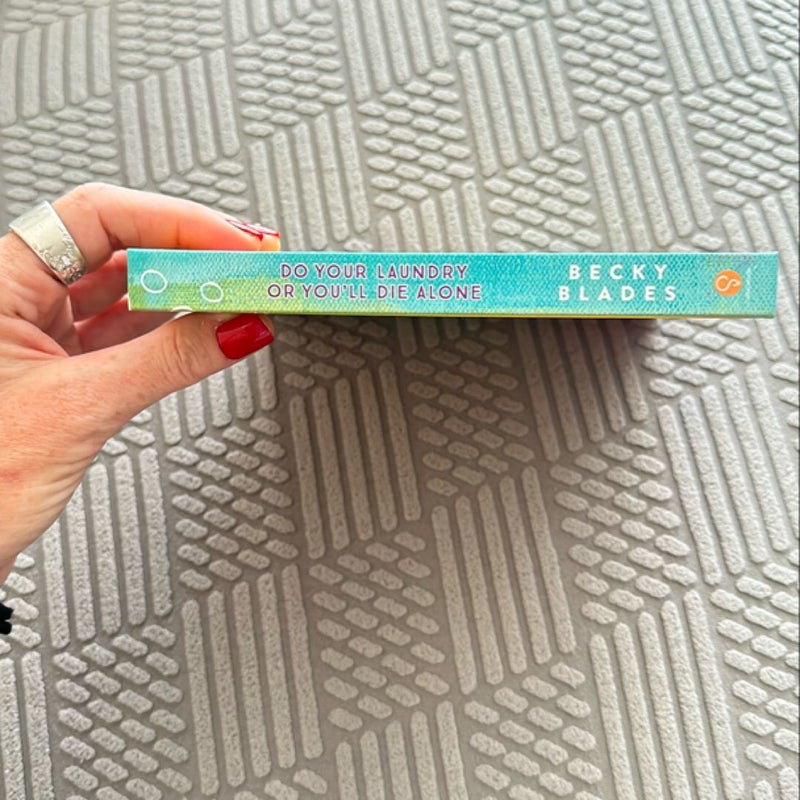 DO YOUR LAUNDRY
OR YOU'LL DIE ALONE
BECKY
BLADES